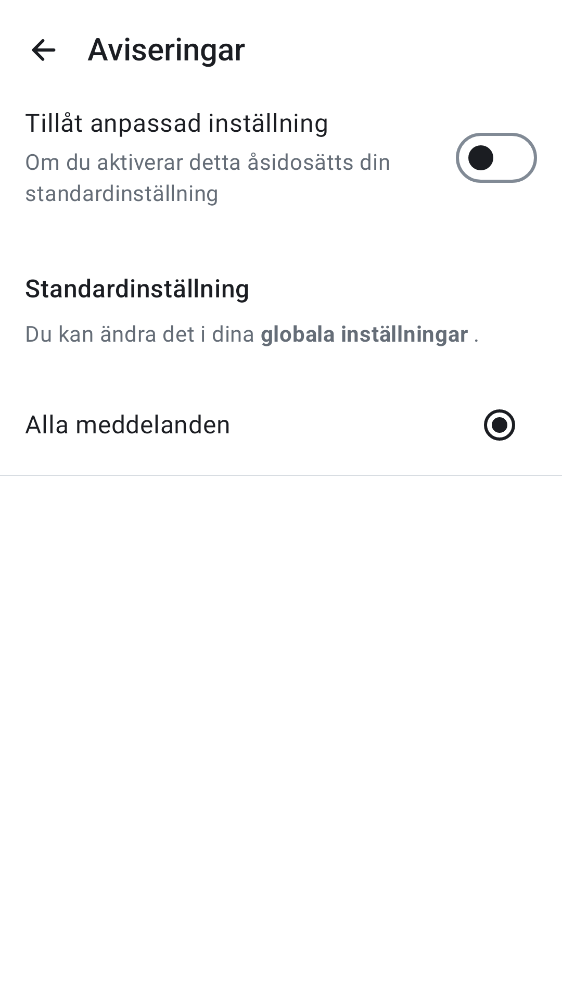 Aviseringar
Tillåt anpassad inställning
Om du aktiverar detta åsidosätts din
standardinställning
Standardinställning
Du kan ändra det i dina globala inställningar .
Alla meddelanden